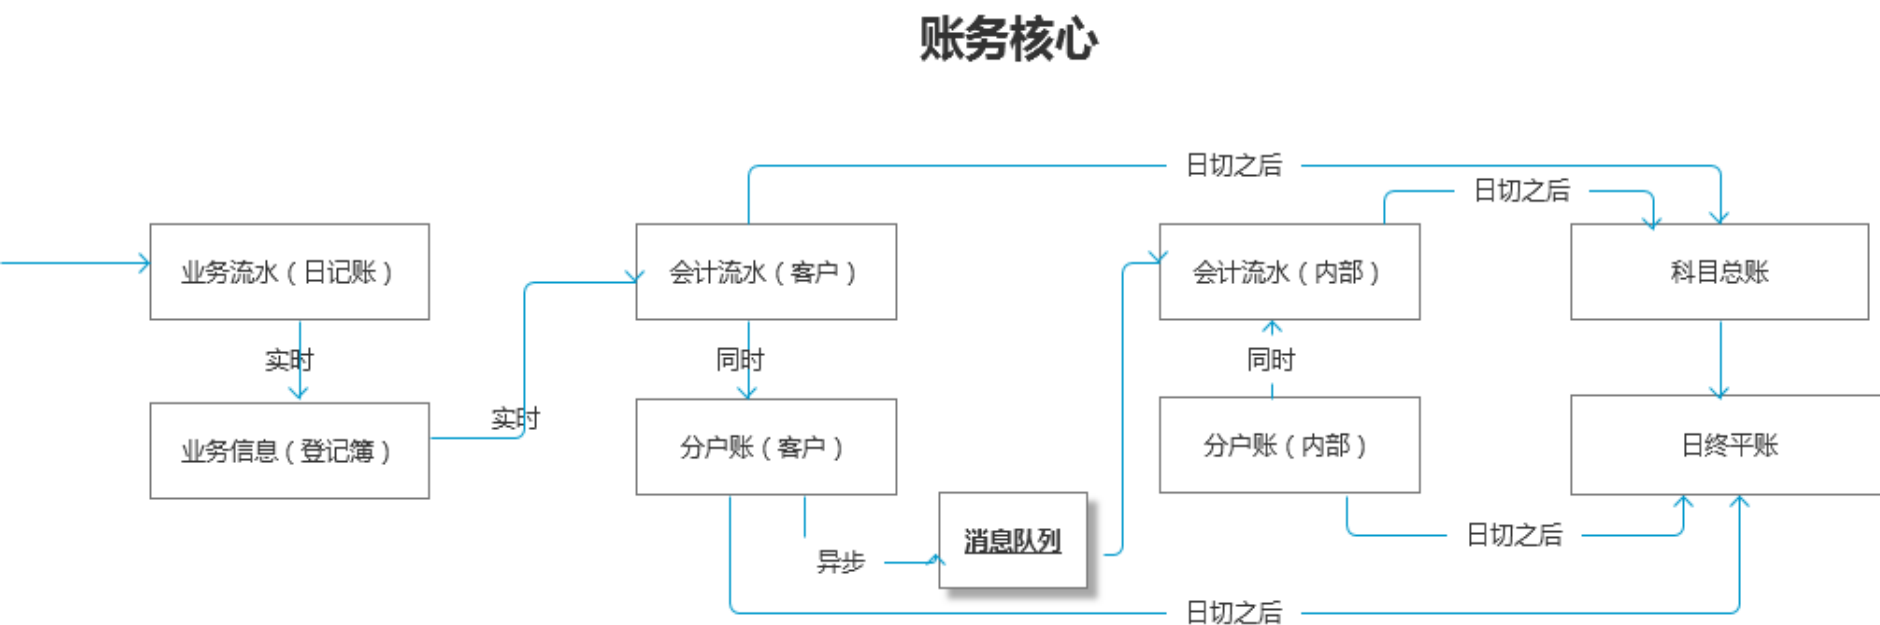 账务核心
日切之后
日切之后
业务流水（日记账）
会计流水（客户）
会计流水（内部）
科目总账
实时
同时
同时
实时
业务信息（登记簿）
分户账（客户）
分户账（内部）
日终平账
消息队列
日切之后
异步
日切之后